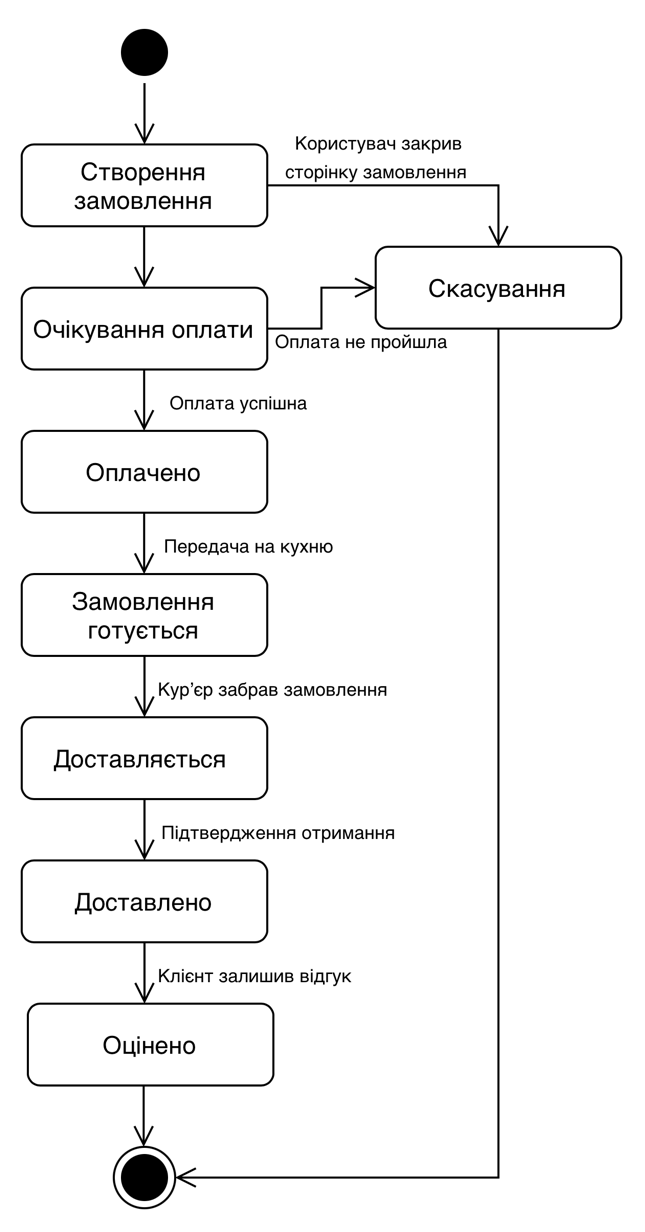 Користувач закрив
сторінку замовлення
Створення
замовлення
Скасування
Очікування оплати
Оплата не пройшла
Оплата успішна
Оплачено
Передача на кухню
Замовлення
готується
Кур’єр забрав замовлення
Доставляється
Підтвердження отримання
Доставлено
Клієнт залишив відгук
Оцінено